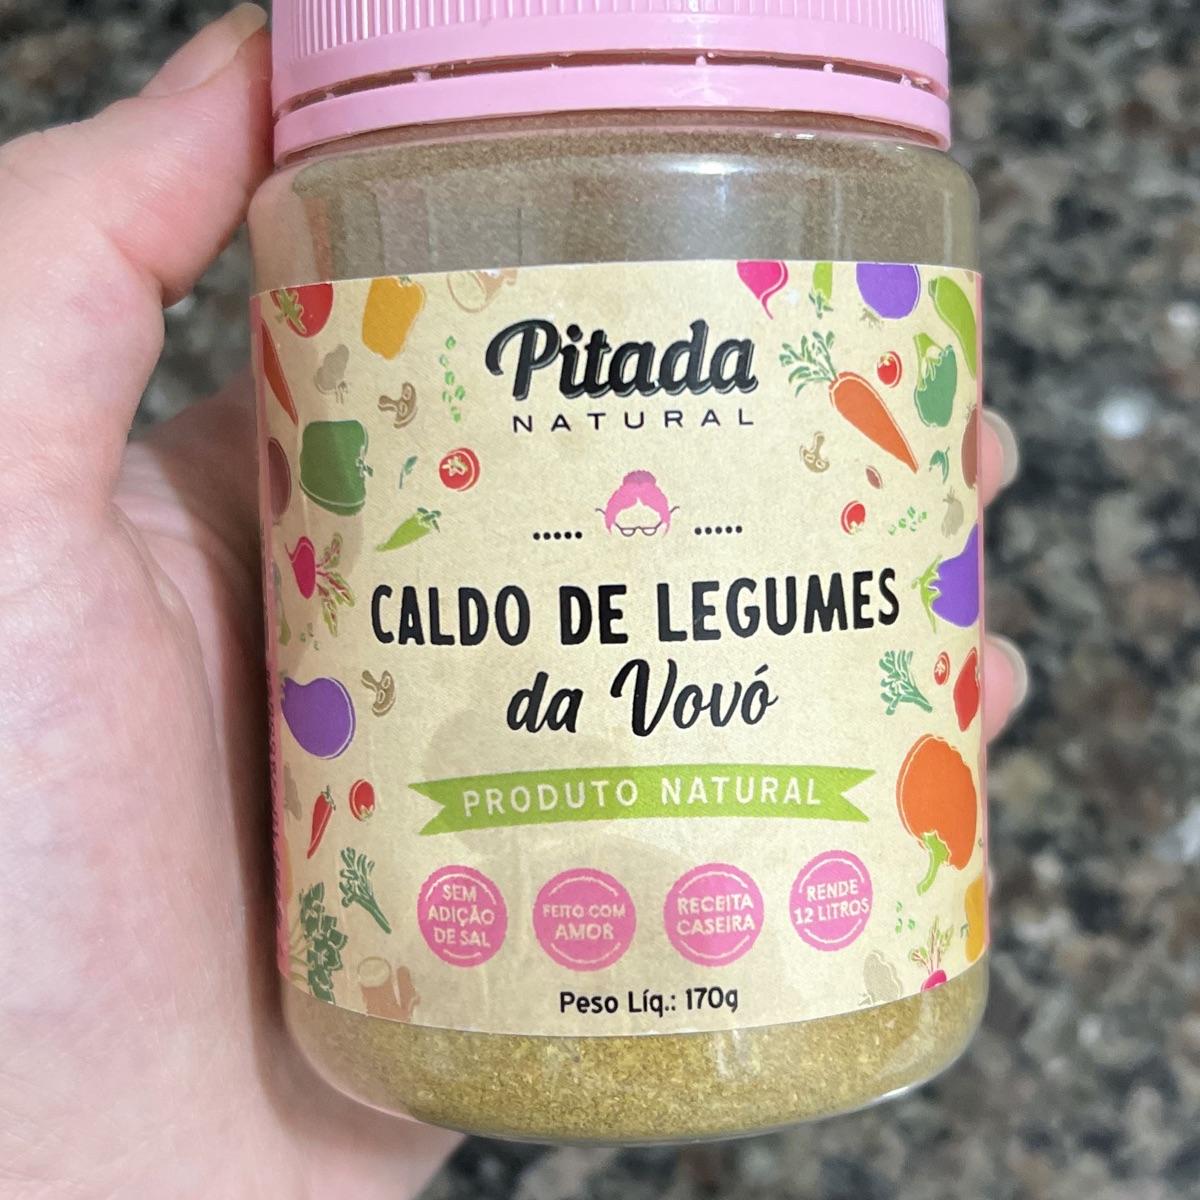 Pitada
NATURAL
CALDO DE LEGUMES
da Vovó
PRODUTO NATURAL
SEM
ADIÇÃO
DE SAL
FEITO COM
AMOR
RECEITA
CASEIRA
RENDE
12 LITROS
Peso Líq.: 170g